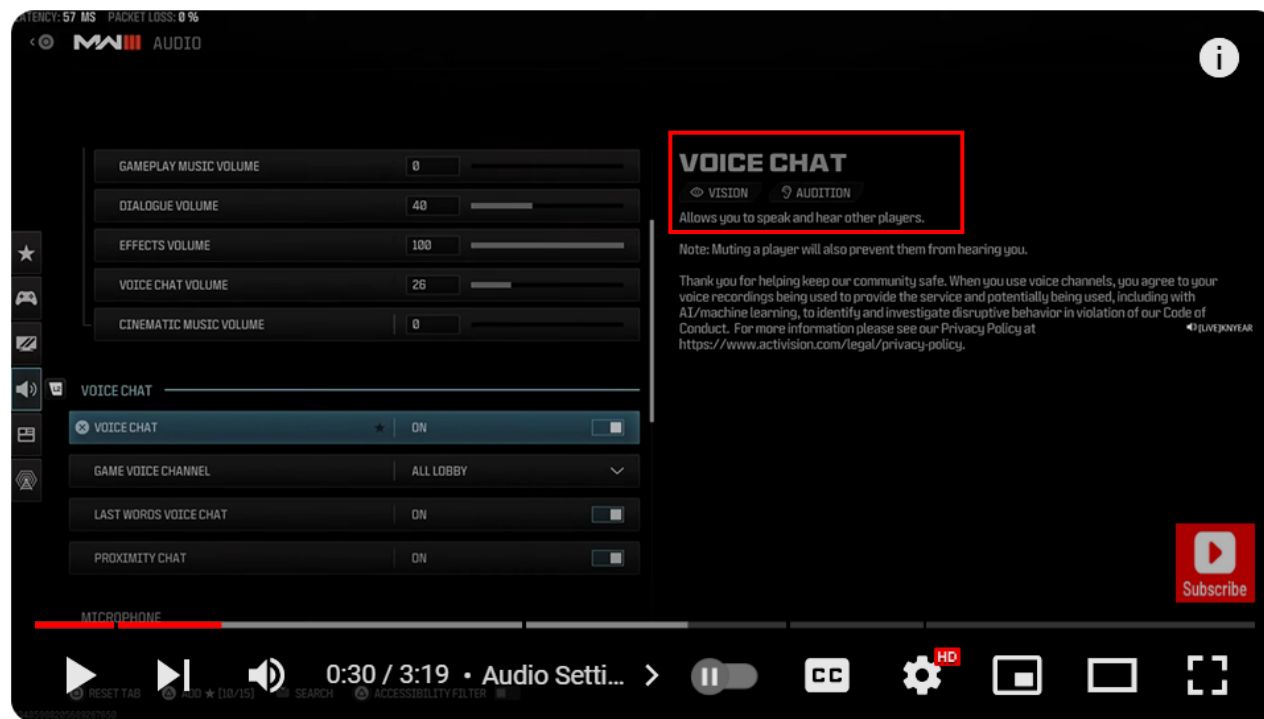 LATENCY: 57 MS PACKET LOSS: 0 %
MWIII AUDIO
GAMEPLAY MUSIC VOLUME 0
DIALOGUE VOLUME 40
EFFECTS VOLUME 100
VOICE CHAT VOLUME 26
CINEMATIC MUSIC VOLUME 0
VOICE CHAT
VOICE CHAT ON
GAME VOICE CHANNEL ALL LOBBY
LAST WORDS VOICE CHAT ON
PROXIMITY CHAT ON
MICROPHONE
VOICE CHAT
VISION AUDITION
Allows you to speak and hear other players.
Note: Muting a player will also prevent them from hearing you.
Thank you for helping keep our community safe. When you use voice channels, you agree to your
voice recordings being used to provide the service and potentially being used, including with
AI/machine learning, to identify and investigate disruptive behavior in violation of our Code of
Conduct. For more information please see our Privacy Policy at
https://www.activision.com/legal/privacy-policy.
[LIVE]KNYEAR
Subscribe
0:30 / 3:19 • Audio Setti...
CC
HD
RESET TAB ADD ★ [10/15] SEARCH ACCESSIBILITY FILTER